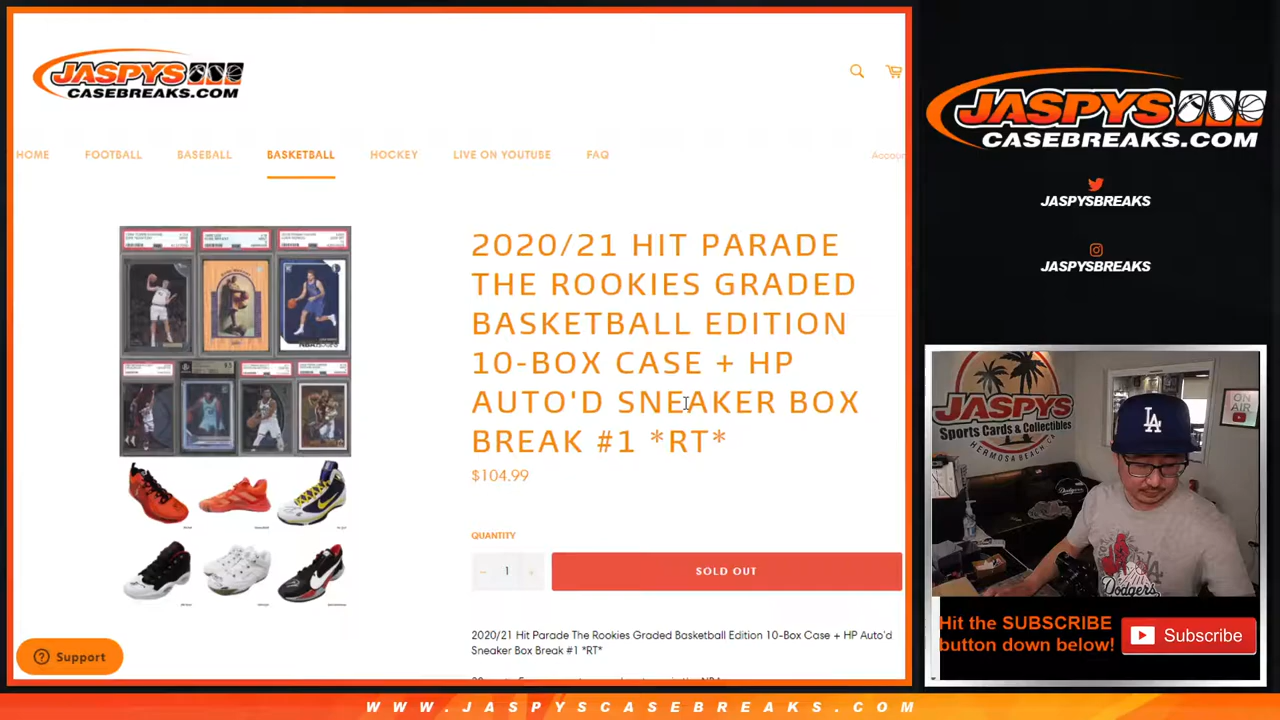 JASPYS
CASEBREAKS.COM
HOME
FOOTBALL
BASEBALL
BASKETBALL
HOCKEY
LIVE ON YOUTUBE
FAQ
2020/21 HIT PARADE
THE ROOKIES GRADED
BASKETBALL EDITION
10-BOX CASE + HP
AUTO'D SNEAKER BOX
BREAK #1 *RT*
$104.99
QUANTITY
1
SOLD OUT
2020/21 Hit Parade The Rookies Graded Basketball Edition 10-Box Case + HP Auto'd
Sneaker Box Break #1 *RT*
Support
JASPYS
CASEBREAKS.COM
JASPYSBREAKS
JASPYSBREAKS
JASPYS
Sports Cards & Collectibles
HERMOSA BEACH, CA
ON
AIR
LA
Dodgers
Dodgers
Hit the SUBSCRIBE
button down below!
Subscribe
WWW.JASPYSCASEBREAKS.COM